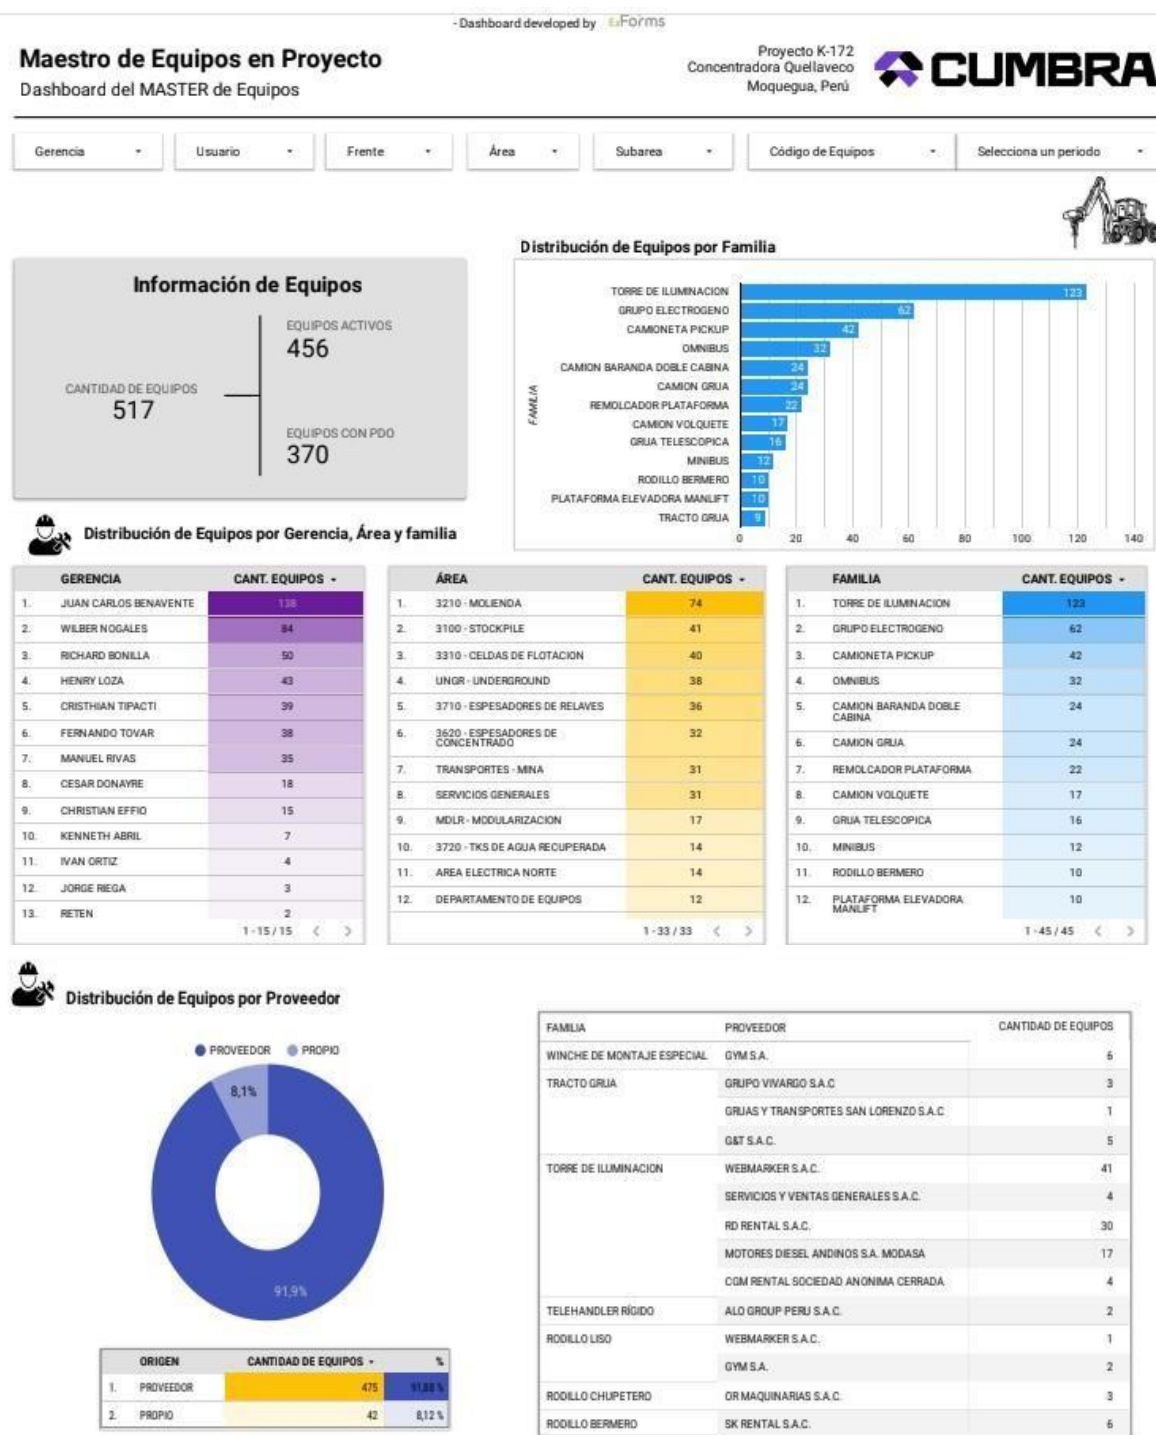 - Dashboard developed by ExForms
Maestro de Equipos en Proyecto
Dashboard del MASTER de Equipos
Proyecto K-172
Concentradora Quellaveco
Moquegua, Perú
CUMBRA
Gerencia Usuario Frente Área Subarea Código de Equipos Selecciona un periodo
Información de Equipos
CANTIDAD DE EQUIPOS
517
EQUIPOS ACTIVOS
456
EQUIPOS CON PDO
370
Distribución de Equipos por Familia
FAMILIA
TORRE DE ILUMINACION 123
GRUPO ELECTROGENO 62
CAMIONETA PICKUP 42
OMNIBUS 32
CAMION BARANDA DOBLE CABINA 24
CAMION GRUA 24
REMOLCADOR PLATAFORMA 22
CAMION VOLQUETE 17
GRUA TELESCOPICA 16
MINIBUS 12
RODILLO BERMERO 10
PLATAFORMA ELEVADORA MANLIFT 10
TRACTO GRUA 9
0 20 40 60 80 100 120 140
Distribución de Equipos por Gerencia, Área y familia
GERENCIA CANT. EQUIPOS
1. JUAN CARLOS BENAVENTE 138
2. WILBER NOGALES 84
3. RICHARD BONILLA 50
4. HENRY LOZA 43
5. CRISTHIAN TIPACTI 39
6. FERNANDO TOVAR 38
7. MANUEL RIVAS 35
8. CESAR DONAYRE 18
9. CHRISTIAN EFFIO 15
10. KENNETH ABRIL 7
11. IVAN ORTIZ 4
12. JORGE RIEGA 3
13. RETEN 2
1 - 15 / 15
ÁREA CANT. EQUIPOS
1. 3210 - MOLIENDA 74
2. 3100 - STOCKPILE 41
3. 3310 - CELDAS DE FLOTACION 40
4. UNGR - UNDERGROUND 38
5. 3710 - ESPESADORES DE RELAVES 36
6. 3620 - ESPESADORES DE CONCENTRADO 32
7. TRANSPORTES - MINA 31
8. SERVICIOS GENERALES 31
9. MDLR - MODULARIZACION 17
10. 3720 - TKS DE AGUA RECUPERADA 14
11. AREA ELECTRICA NORTE 14
12. DEPARTAMENTO DE EQUIPOS 12
1 - 33 / 33
FAMILIA CANT. EQUIPOS
1. TORRE DE ILUMINACION 123
2. GRUPO ELECTROGENO 62
3. CAMIONETA PICKUP 42
4. OMNIBUS 32
5. CAMION BARANDA DOBLE CABINA 24
6. CAMION GRUA 24
7. REMOLCADOR PLATAFORMA 22
8. CAMION VOLQUETE 17
9. GRUA TELESCOPICA 16
10. MINIBUS 12
11. RODILLO BERMERO 10
12. PLATAFORMA ELEVADORA MANLIFT 10
1 - 45 / 45
Distribución de Equipos por Proveedor
PROVEEDOR PROPIO
8,1%
91,9%
ORIGEN CANTIDAD DE EQUIPOS %
1. PROVEEDOR 475 91,88 %
2. PROPIO 42 8,12 %
FAMILIA PROVEEDOR CANTIDAD DE EQUIPOS
WINCHE DE MONTAJE ESPECIAL GYM S.A. 6
TRACTO GRUA GRUPO VIVARGO S.A.C 3
GRUAS Y TRANSPORTES SAN LORENZO S.A.C 1
G&T S.A.C. 5
TORRE DE ILUMINACION WEBMARKER S.A.C. 41
SERVICIOS Y VENTAS GENERALES S.A.C. 4
RD RENTAL S.A.C. 30
MOTORES DIESEL ANDINOS S.A. MODASA 17
CGM RENTAL SOCIEDAD ANONIMA CERRADA 4
TELEHANDLER RÍGIDO ALO GROUP PERU S.A.C. 2
RODILLO LISO WEBMARKER S.A.C. 1
GYM S.A. 2
RODILLO CHUPETERO OR MAQUINARIAS S.A.C. 3
RODILLO BERMERO SK RENTAL S.A.C. 6